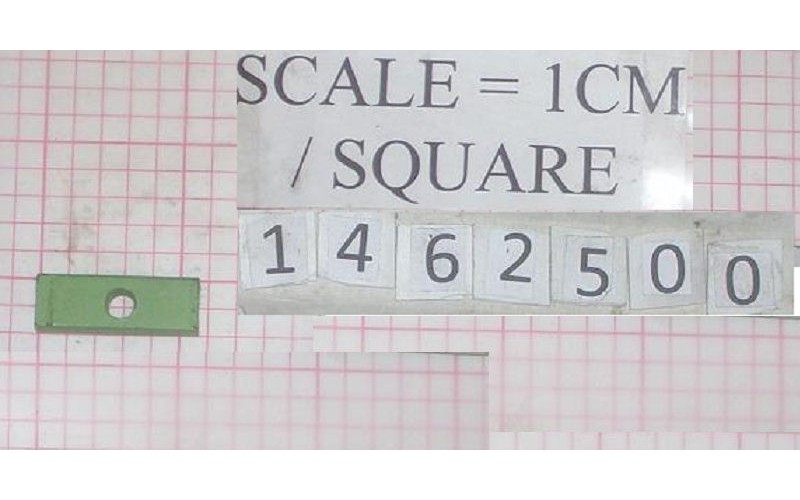 SCALE = 1CM
/ SQUARE
1462500